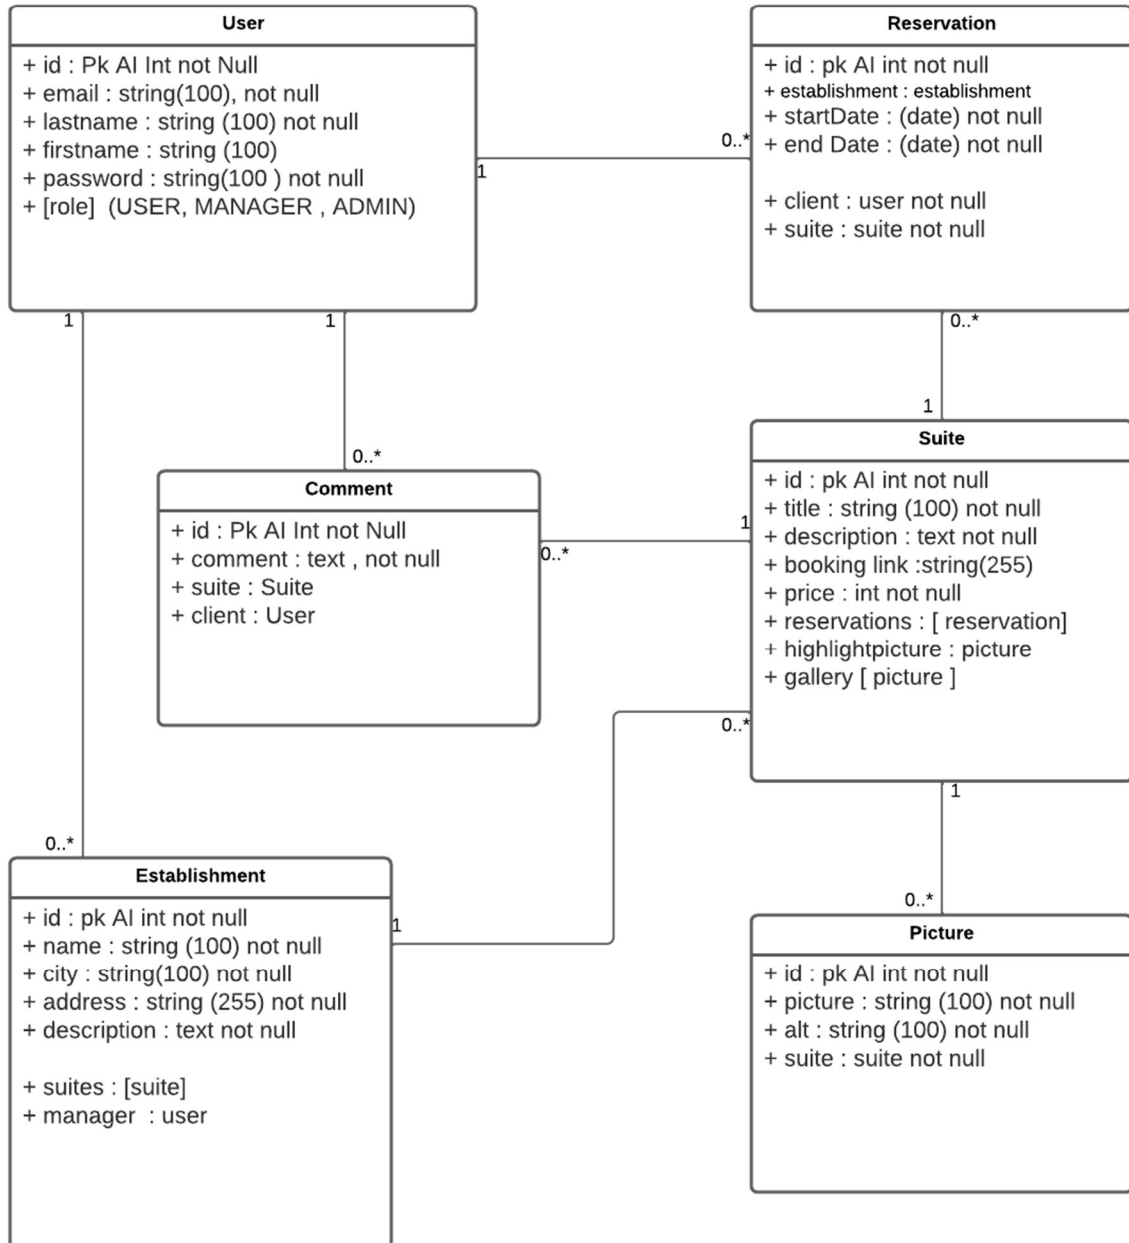 User
+ id : Pk AI Int not Null
+ email : string(100), not null
+ lastname : string (100) not null
+ firstname : string (100)
+ password : string(100 ) not null
+ [role]  (USER, MANAGER , ADMIN)
Reservation
+ id : pk AI int not null
+ establishment : establishment
+ startDate : (date) not null
+ end Date : (date) not null
+ client : user not null
+ suite : suite not null
0..*
1
1
1
0..*
0..*
1
Comment
+ id : Pk AI Int not Null
+ comment : text , not null
+ suite : Suite
+ client : User
Suite
+ id : pk AI int not null
+ title : string (100) not null
+ description : text not null
+ booking link :string(255)
+ price : int not null
+ reservations : [ reservation]
+ highlightpicture : picture
+ gallery [ picture ]
1
0..*
0..*
1
0..*
0..*
1
Establishment
+ id : pk AI int not null
+ name : string (100) not null
+ city : string(100) not null
+ address : string (255) not null
+ description : text not null
+ suites : [suite]
+ manager  : user
Picture
+ id : pk AI int not null
+ picture : string (100) not null
+ alt : string (100) not null
+ suite : suite not null